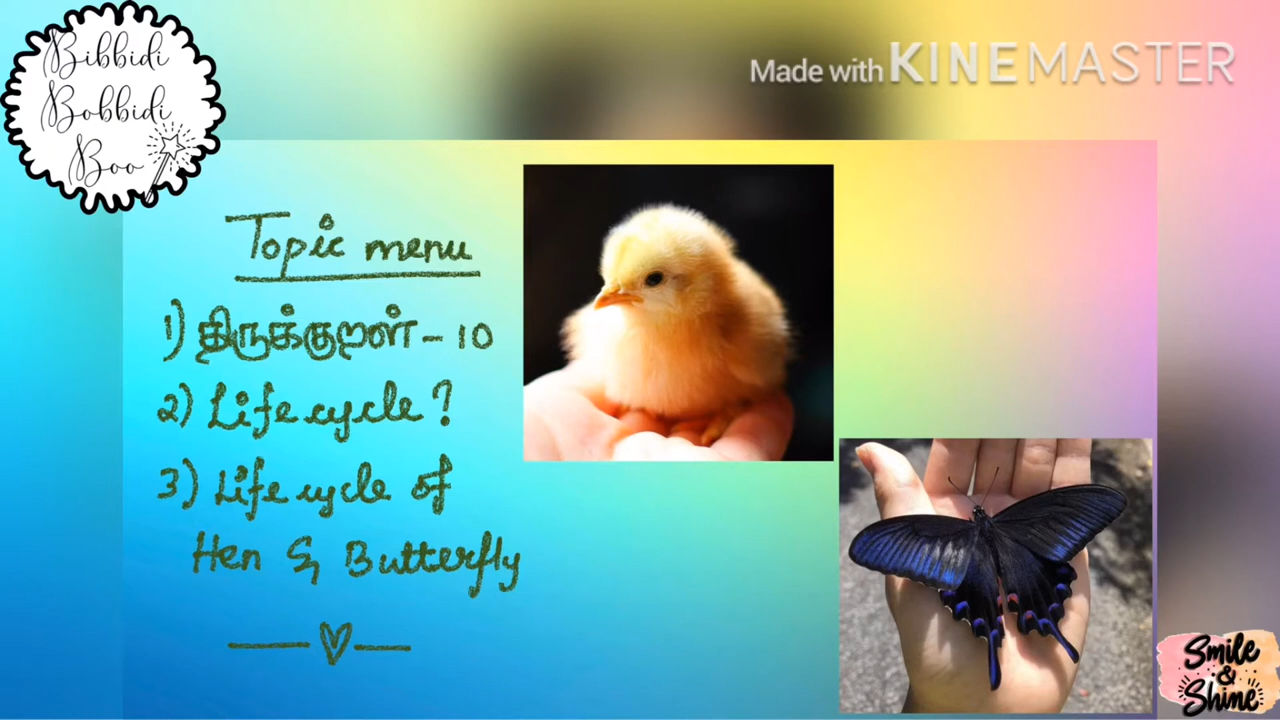 Bibbidi
Bobbidi
Boo
Made with KINEMASTER
Topic menu
1) திருக்குறள் - 10
2) Life cycle?
3) Life cycle of
Hen & Butterfly
Smile
&
Shine